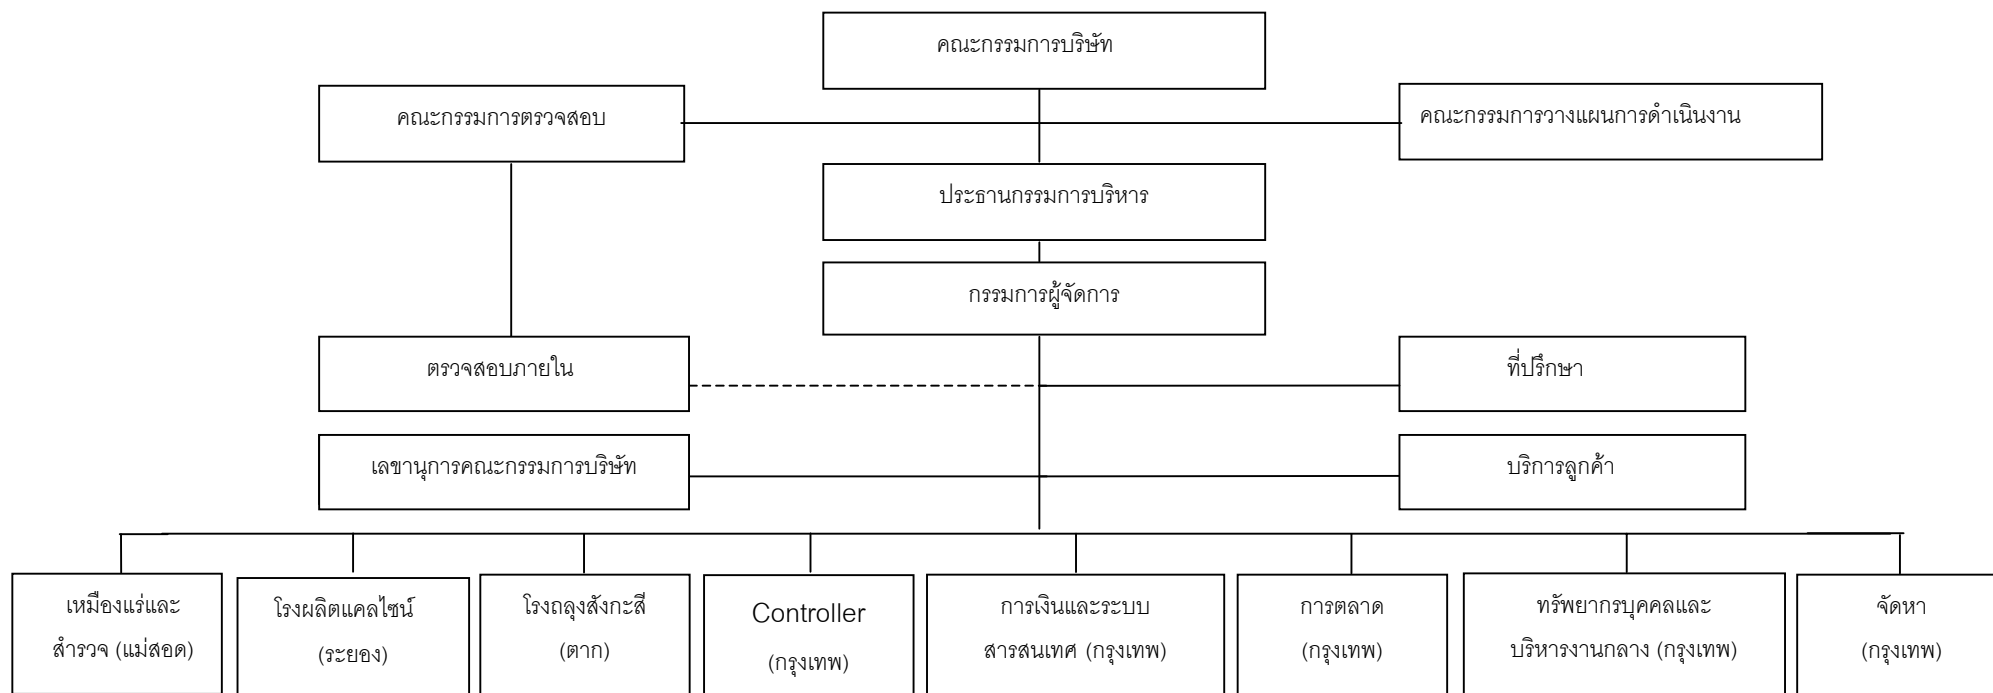 คณะกรรมการบริษัท
คณะกรรมการตรวจสอบ
คณะกรรมการวางแผนการดำเนินงาน
ประธานกรรมการบริหาร
กรรมการผู้จัดการ
ตรวจสอบภายใน
ที่ปรึกษา
เลขานุการคณะกรรมการบริษัท
บริการลูกค้า
เหมืองแร่และ
สำรวจ (แม่สอด)
โรงผลิตแคลไซน์
(ระยอง)
โรงถลุงสังกะสี
(ตาก)
Controller
(กรุงเทพ)
การเงินและระบบ
สารสนเทศ (กรุงเทพ)
การตลาด
(กรุงเทพ)
ทรัพยากรบุคคลและ
บริหารงานกลาง (กรุงเทพ)
จัดหา
(กรุงเทพ)